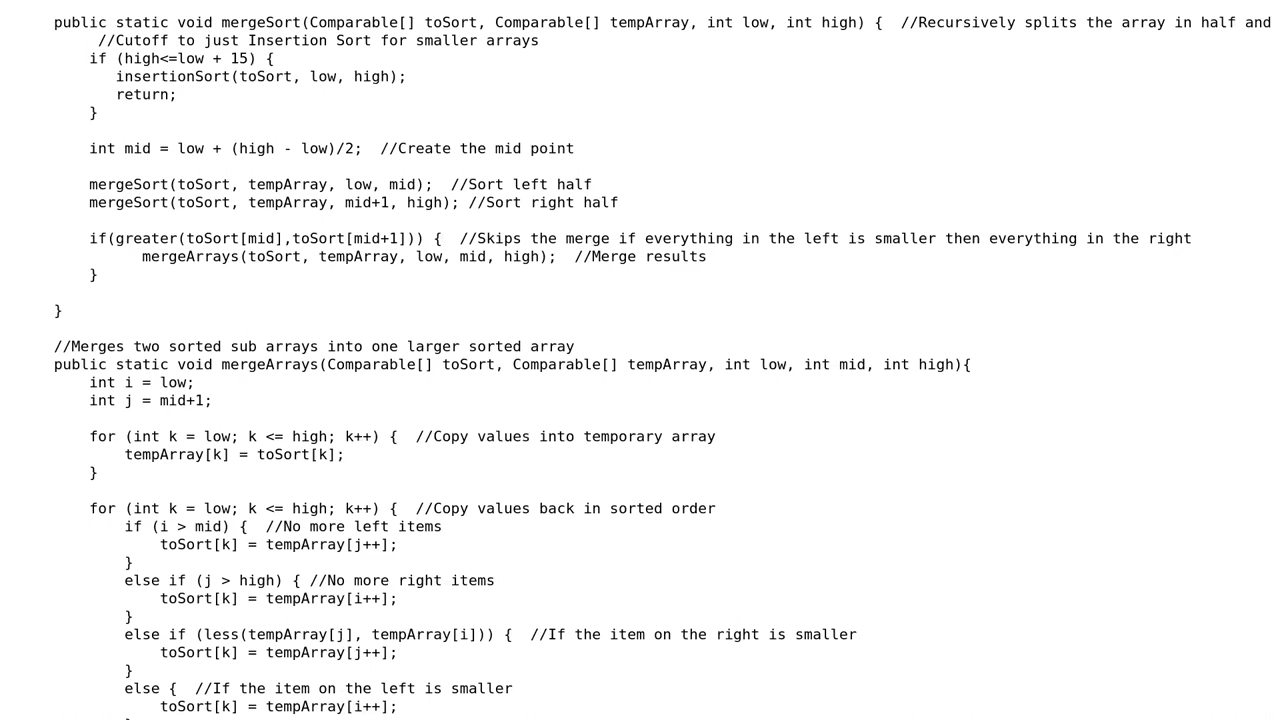 public static void mergeSort(Comparable[] toSort, Comparable[] tempArray, int low, int high) {  //Recursively splits the array in half and
     //Cutoff to just Insertion Sort for smaller arrays
    if (high<=low + 15) {
       insertionSort(toSort, low, high);
       return;
    }

    int mid = low + (high - low)/2;  //Create the mid point

    mergeSort(toSort, tempArray, low, mid);  //Sort left half
    mergeSort(toSort, tempArray, mid+1, high); //Sort right half

    if(greater(toSort[mid],toSort[mid+1])) {  //Skips the merge if everything in the left is smaller then everything in the right
          mergeArrays(toSort, tempArray, low, mid, high);  //Merge results
    }

}

//Merges two sorted sub arrays into one larger sorted array
public static void mergeArrays(Comparable[] toSort, Comparable[] tempArray, int low, int mid, int high){
    int i = low;
    int j = mid+1;

    for (int k = low; k <= high; k++) {  //Copy values into temporary array
        tempArray[k] = toSort[k];
    }

    for (int k = low; k <= high; k++) {  //Copy values back in sorted order
        if (i > mid) {  //No more left items
            toSort[k] = tempArray[j++];
        }
        else if (j > high) { //No more right items
            toSort[k] = tempArray[i++];
        }
        else if (less(tempArray[j], tempArray[i])) {  //If the item on the right is smaller
            toSort[k] = tempArray[j++];
        }
        else {  //If the item on the left is smaller
            toSort[k] = tempArray[i++];